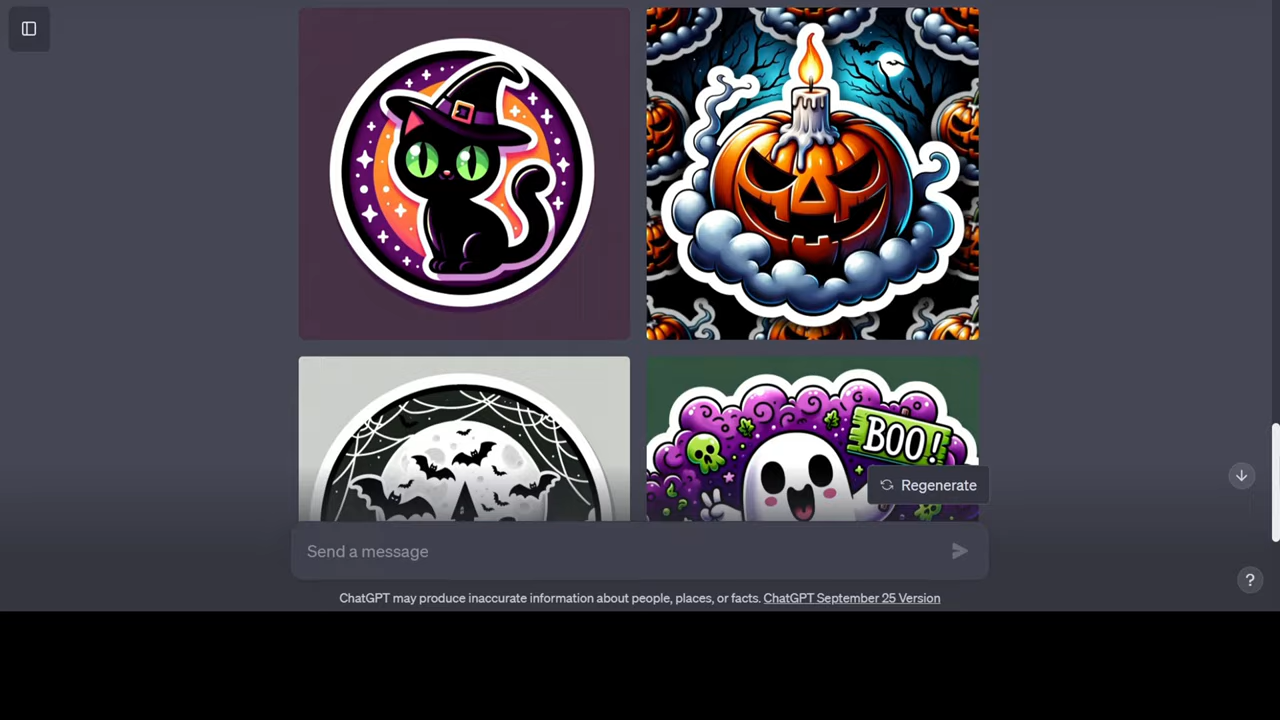 BOO!
Regenerate
Send a message
ChatGPT may produce inaccurate information about people, places, or facts. ChatGPT September 25 Version
?